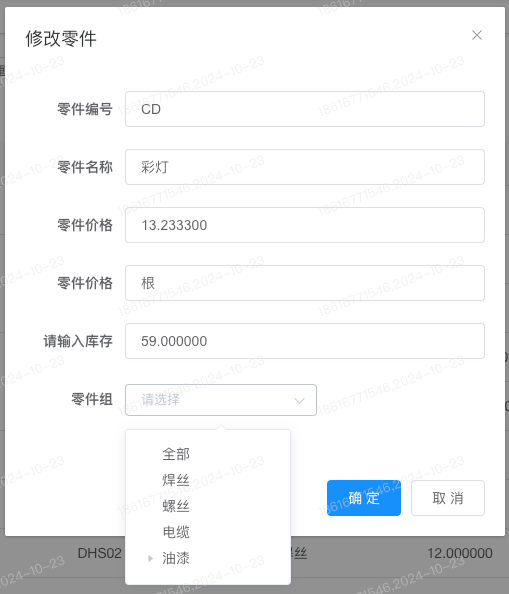 修改零件
零件编号 CD
零件名称 彩灯
零件价格 13.233300
零件价格 根
请输入库存 59.000000
零件组 请选择
全部
焊丝
螺丝
电缆
油漆
确 定 取 消
DHS02 丝 12.000000
18616771546,2024-10-23